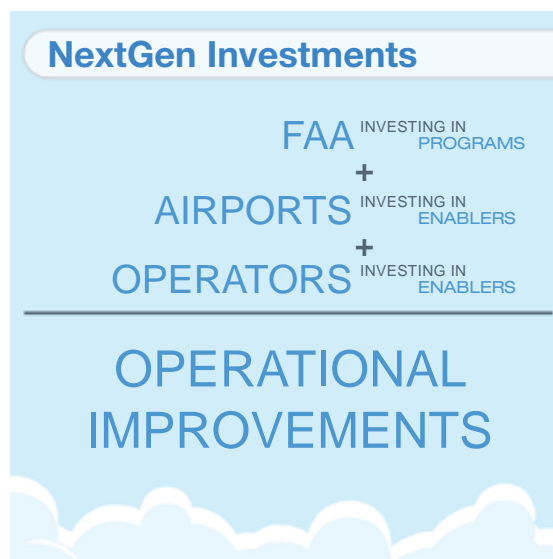 NextGen Investments
FAA INVESTING IN PROGRAMS
+
AIRPORTS INVESTING IN ENABLERS
+
OPERATORS INVESTING IN ENABLERS
OPERATIONAL
IMPROVEMENTS